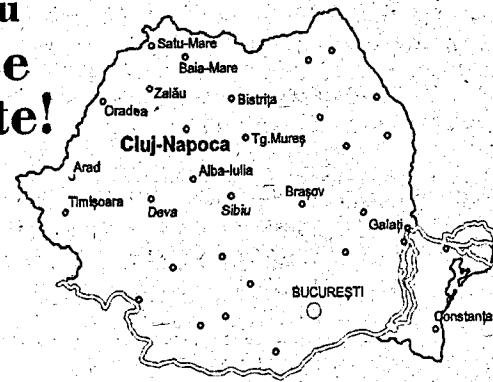 u
e
te!
Satu-Mare
Baia-Mare
Zalău
Oradea
Bistrița
Cluj-Napoca
Tg.Mureș
Arad
Alba-Iulia
Timișoara
Deva
Sibiu
Brașov
Galați
BUCUREȘTI
Constanța